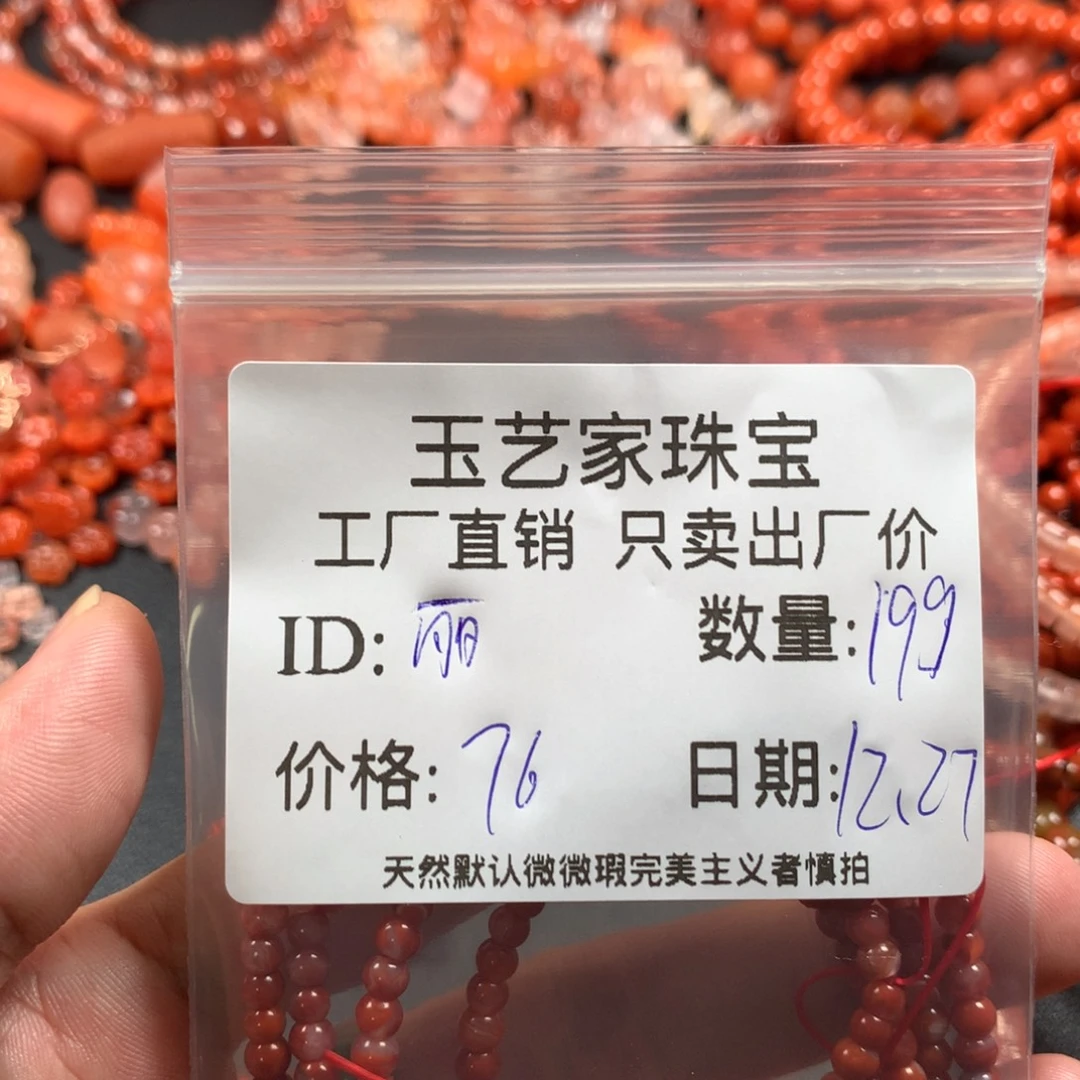 玉艺家珠宝
工厂直销 只卖出厂价
ID: 丽 数量: 199
价格: 76 日期: 12.27
天然默认微微瑕完美主义者慎拍